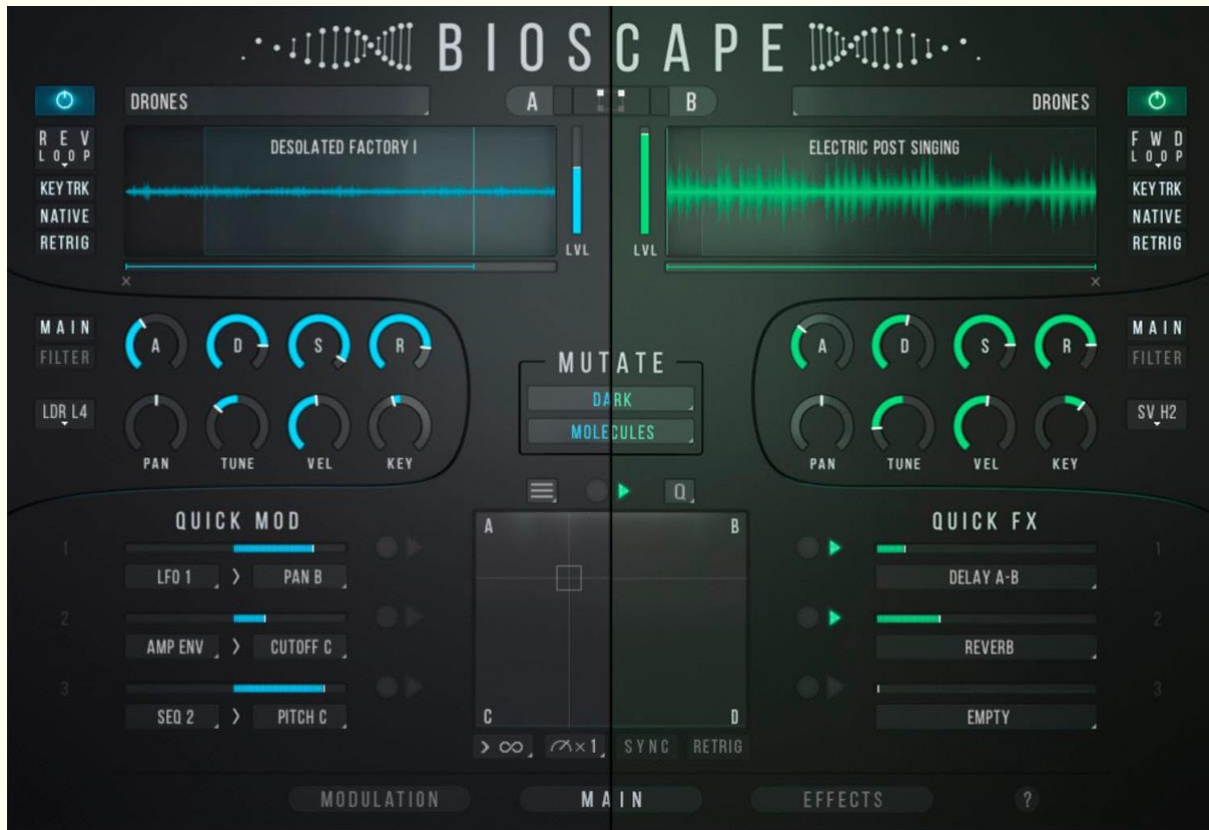 BIOSCAPE
DRONES
A
B
DRONES
REV
LOOP
DESOLATED FACTORY I
ELECTRIC POST SINGING
FWD
LOOP
KEY TRK
NATIVE
RETRIG
LVL
LVL
KEY TRK
NATIVE
RETRIG
MAIN
FILTER
A
D
S
R
MUTATE
DARK
MOLECULES
A
D
S
R
MAIN
FILTER
LDR L4
PAN
TUNE
VEL
KEY
PAN
TUNE
VEL
KEY
SV H2
Q
QUICK MOD
1
LFO 1 > PAN B
2
AMP ENV > CUTOFF C
3
SEQ 2 > PITCH C
A
B
C
D
> ∞
×1
SYNC
RETRIG
QUICK FX
1
DELAY A-B
2
REVERB
3
EMPTY
MODULATION
MAIN
EFFECTS
?